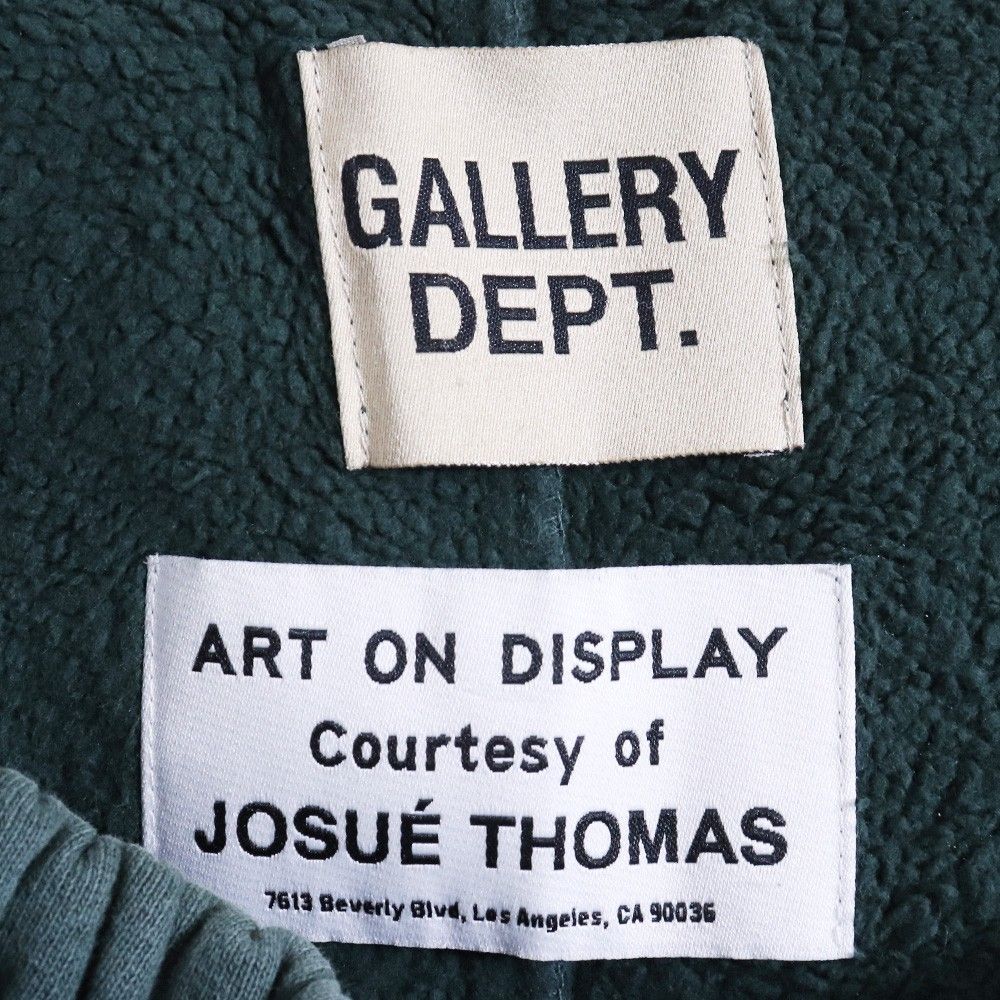 GALLERY
DEPT.
ART ON DISPLAY
Courtesy of
JOSUÉ THOMAS
7613 Beverly Blvd, Los Angeles, CA 90036